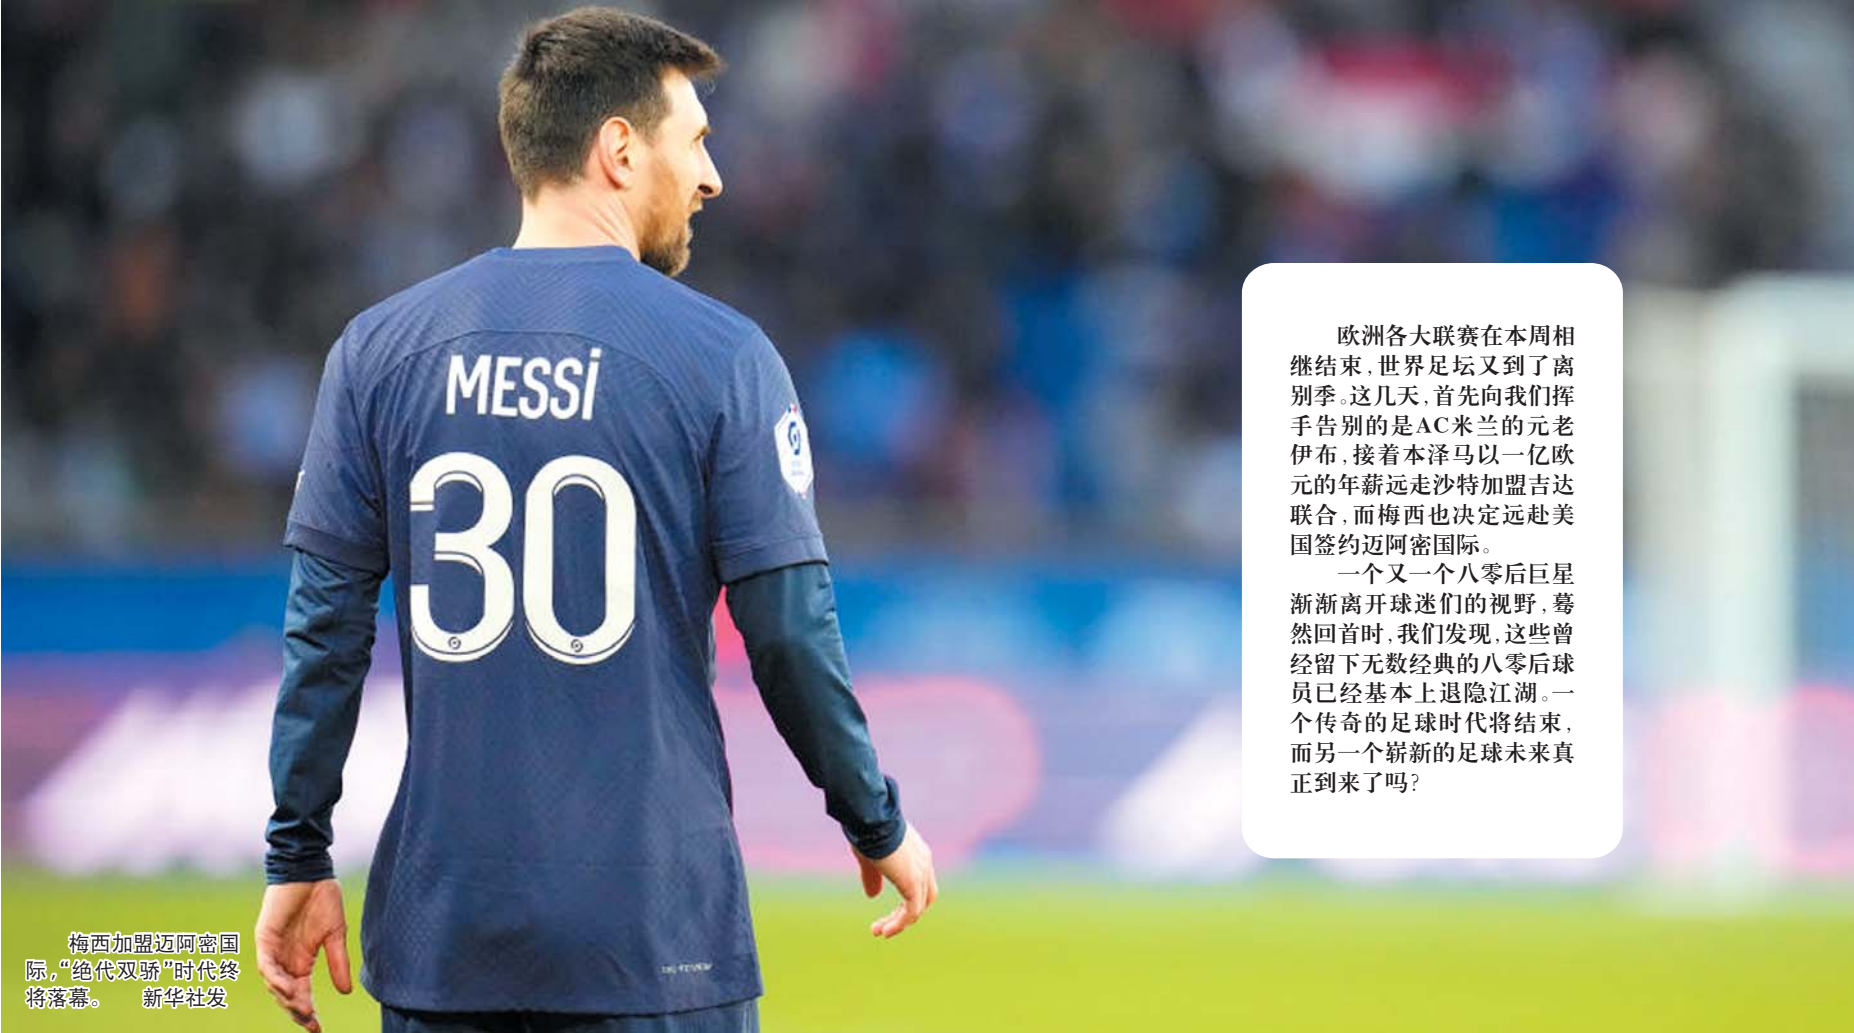 MESSi
30
欧洲各大联赛在本周相
继结束,世界足坛又到了离
别季。这几天,首先向我们挥
手告别的是AC米兰的元老
伊布,接着本泽马以一亿欧
元的年薪远走沙特加盟吉达
联合,而梅西也决定远赴美
国签约迈阿密国际。
一个又一个八零后巨星
渐渐离开球迷们的视野,蓦
然回首时,我们发现,这些曾
经留下无数经典的八零后球
员已经基本上退隐江湖。一
个传奇的足球时代将结束,
而另一个崭新的足球未来真
正到来了吗?
梅西加盟迈阿密国
际,“绝代双骄”时代终
将落幕。 新华社发